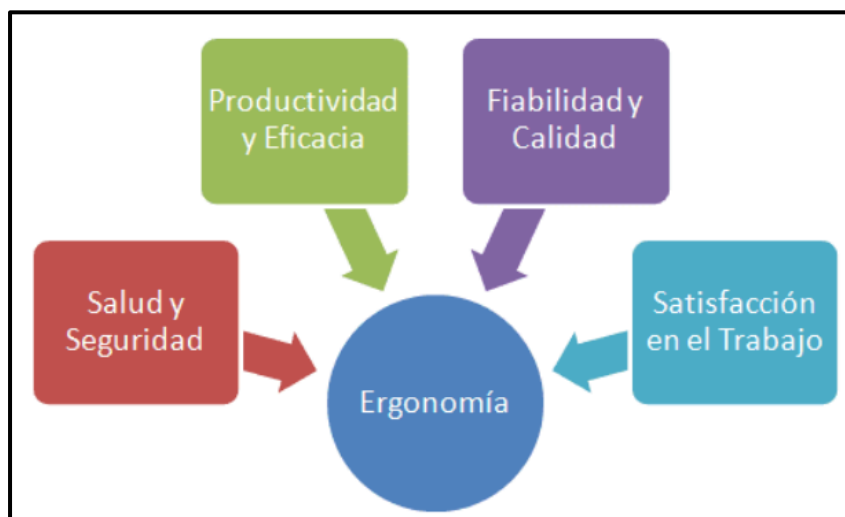 Productividad
y Eficacia
Fiabilidad y
Calidad
Salud y
Seguridad
Satisfacción
en el Trabajo
Ergonomía